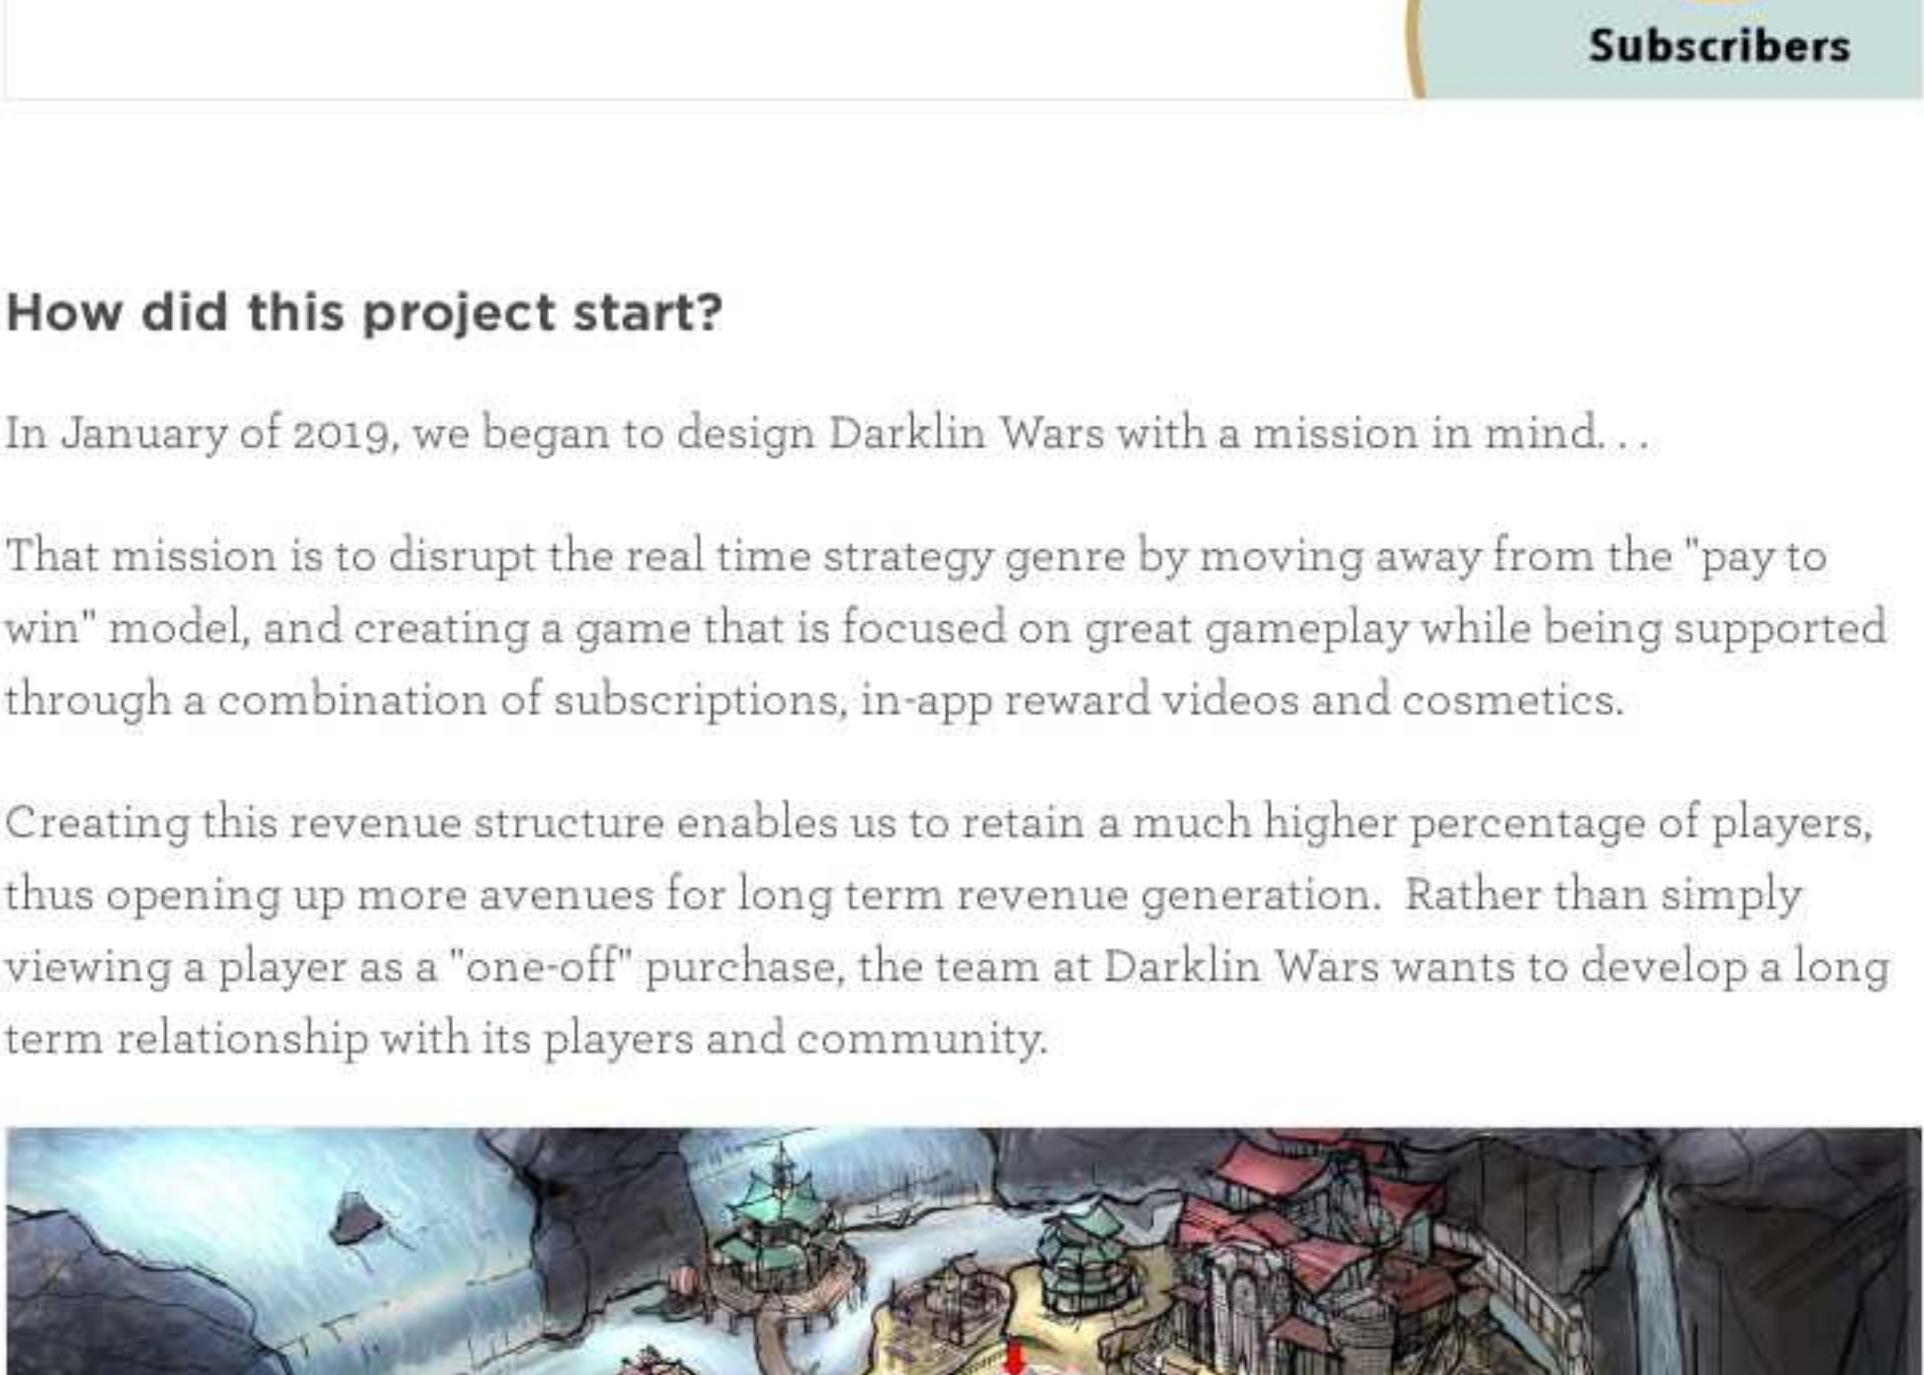 Subscribers
How did this project start?
In January of 2019, we began to design Darklin Wars with a mission in mind. . .
That mission is to disrupt the real time strategy genre by moving away from the "pay to
win" model, and creating a game that is focused on great gameplay while being supported
through a combination of subscriptions, in-app reward videos and cosmetics.
Creating this revenue structure enables us to retain a much higher percentage of players,
thus opening up more avenues for long term revenue generation.  Rather than simply
viewing a player as a "one-off" purchase, the team at Darklin Wars wants to develop a long
term relationship with its players and community.